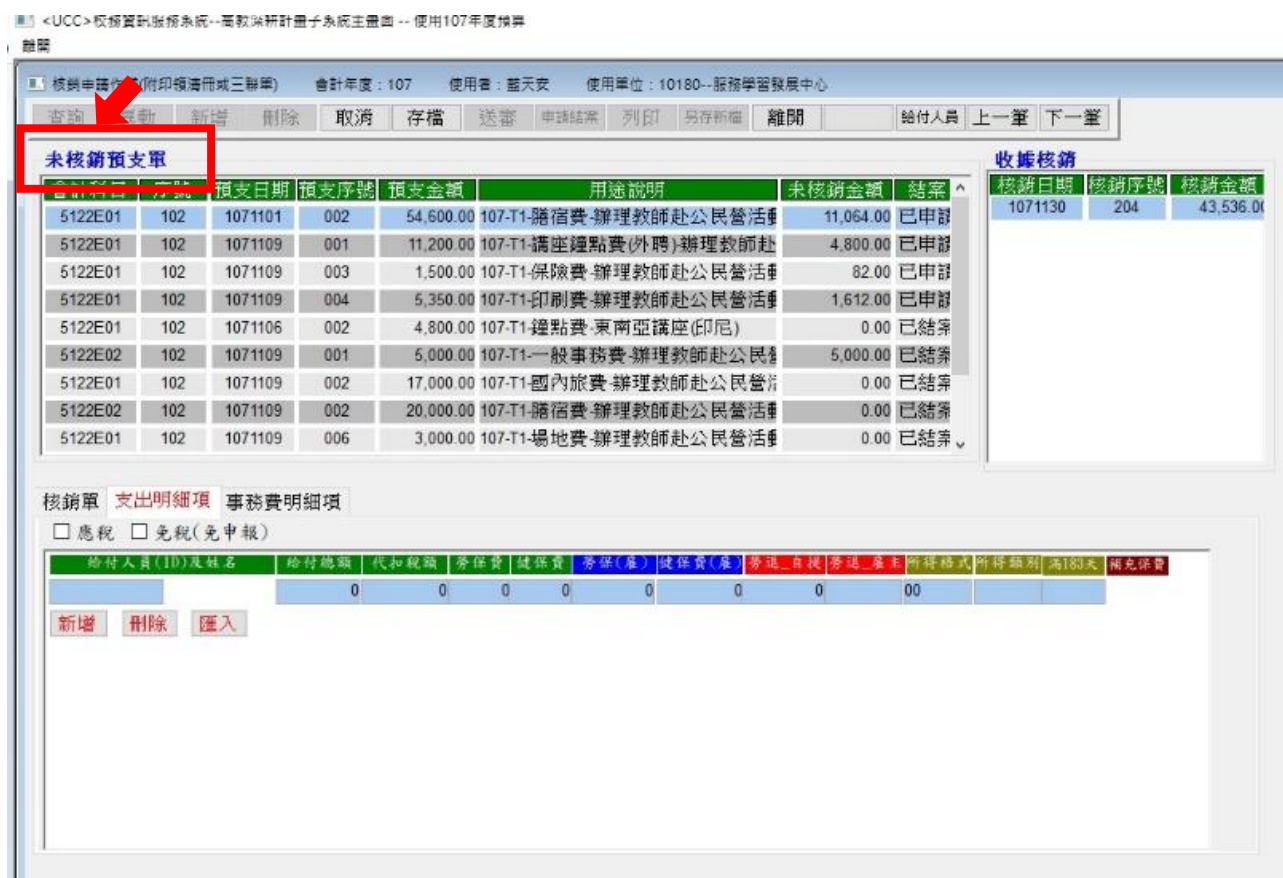 <UCC>校務資訊服務系統--高教深耕計畫子系統主畫面 -- 使用107年度預算
離開
核銷申請作業(附印領清冊或三聯單) 會計年度：107 使用者：藍天安 使用單位：10180--服務學習發展中心
查詢 異動 新增 刪除 取消 存檔 送審 申請結案 列印 另存新檔 離開 給付人員 上一筆 下一筆
未核銷預支單
收據核銷
會計科目 序號 預支日期 預支序號 預支金額 用途說明 未核銷金額 結案
核銷日期 核銷序號 核銷金額
5122E01 102 1071101 002 54,600.00 107-T1-膳宿費-辦理教師赴公民營活動 11,064.00 已申請
1071130 204 43,536.00
5122E01 102 1071109 001 11,200.00 107-T1-講座鐘點費(外聘)-辦理教師赴 4,800.00 已申請
5122E01 102 1071109 003 1,500.00 107-T1-保險費-辦理教師赴公民營活動 82.00 已申請
5122E01 102 1071109 004 5,350.00 107-T1-印刷費-辦理教師赴公民營活動 1,612.00 已申請
5122E01 102 1071106 002 4,800.00 107-T1-鐘點費-東南亞講座(印尼) 0.00 已結案
5122E02 102 1071109 001 5,000.00 107-T1-一般事務費-辦理教師赴公民營 5,000.00 已結案
5122E01 102 1071109 002 17,000.00 107-T1-國內旅費-辦理教師赴公民營活 0.00 已結案
5122E02 102 1071109 002 20,000.00 107-T1-膳宿費-辦理教師赴公民營活動 0.00 已結案
5122E01 102 1071109 006 3,000.00 107-T1-場地費-辦理教師赴公民營活動 0.00 已結案
核銷單 支出明細項 事務費明細項
應稅 免稅(免申報)
給付人員(ID)及姓名 給付總額 代扣稅額 勞保費 健保費 勞保(雇) 健保費(雇) 勞退_自提 勞退_雇主 所得格式 所得類別 滿183天 補充保費
0 0 0 0 0 0 0 00
新增 刪除 匯入